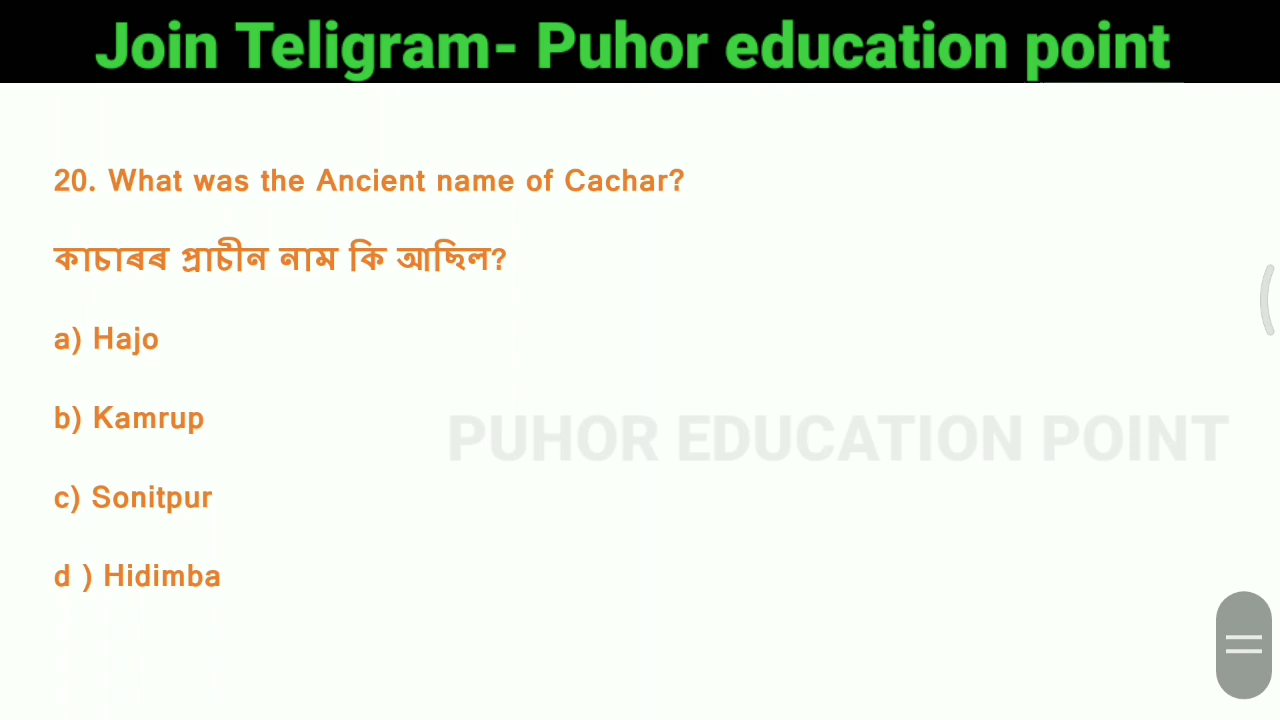 Join Teligram- Puhor education point
20. What was the Ancient name of Cachar?
কাচাৰৰ প্ৰাচীন নাম কি আছিল?
a) Hajo
b) Kamrup
PUHOR EDUCATION POINT
c) Sonitpur
d ) Hidimba